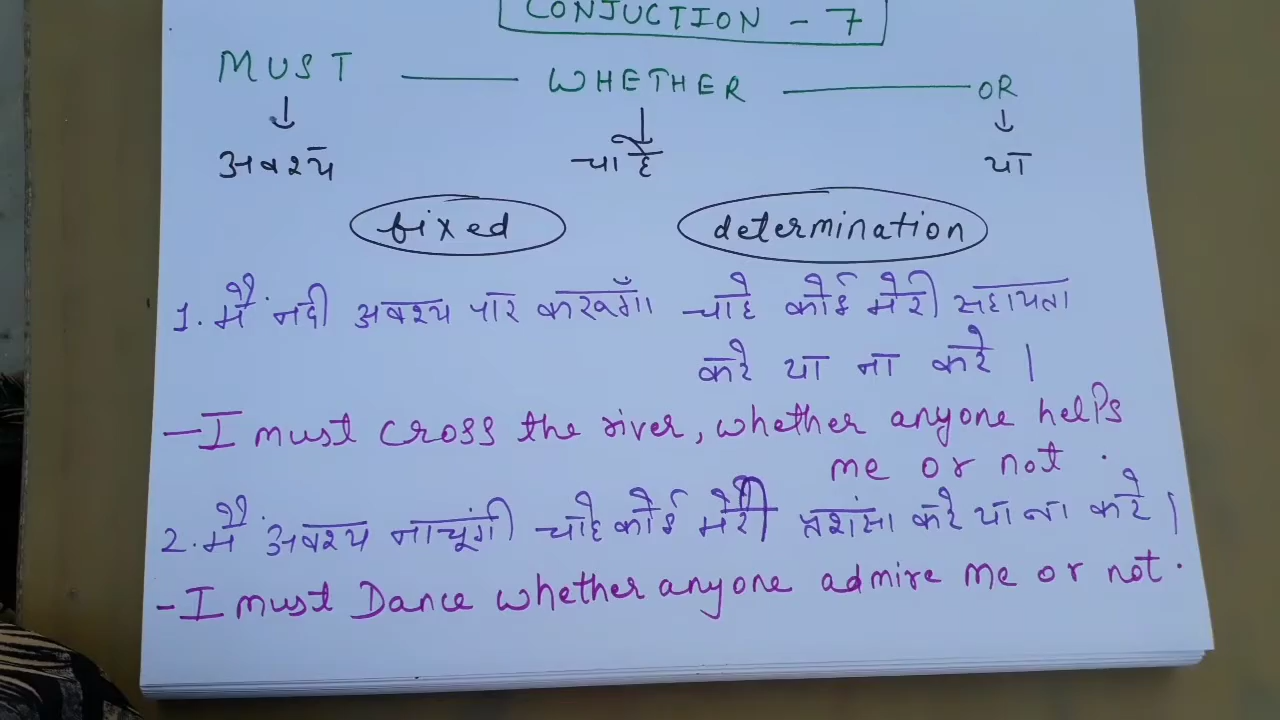 CONJUCTION - 7
MUST — WHETHER — OR
अवश्य चाहे या
fixed determination
1. मैं नदी अवश्य पार करूंगा चाहे कोई मेरी सहायता
करे या ना करे |
- I must cross the river, whether anyone helps
me or not .
2. मैं अवश्य नाचूंगी चाहे कोई मेरी प्रशंसा करे या ना करे |
- I must Dance whether anyone admire me or not .